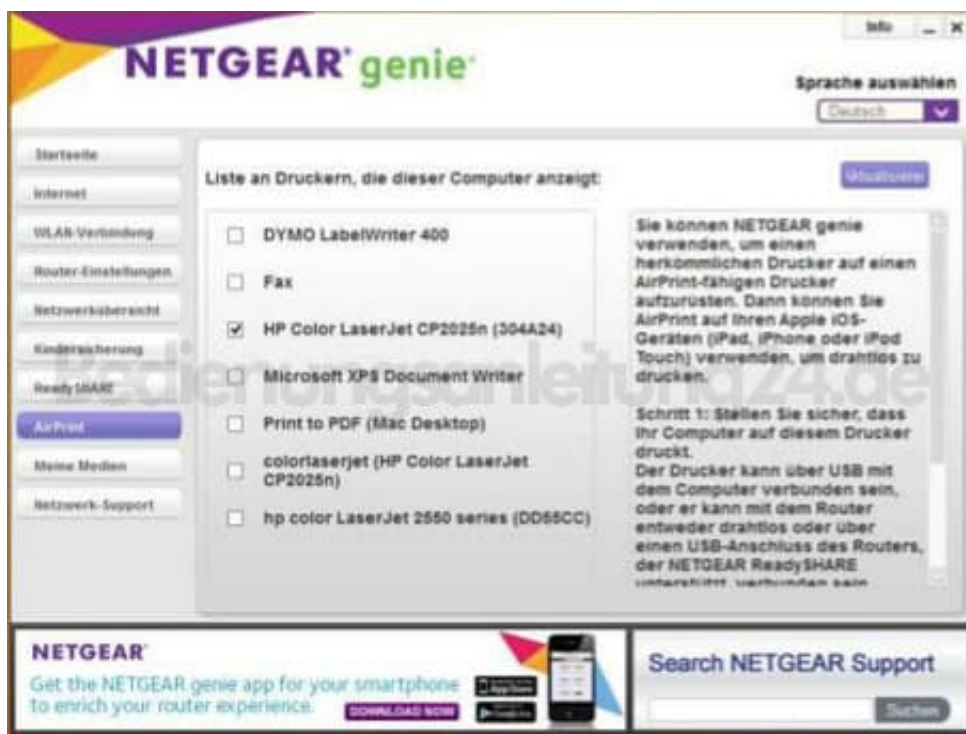 Info
NETGEAR genie
Sprache auswählen
Deutsch
Startseite
Internet
WLAN-Verbindung
Router-Einstellungen
Netzwerkübersicht
Kindersicherung
ReadySHARE
AirPrint
Meine Medien
Netzwerk-Support
Liste an Druckern, die dieser Computer anzeigt:
DYMO LabelWriter 400
Fax
HP Color LaserJet CP2025n (304A24)
Microsoft XPS Document Writer
Print to PDF (Mac Desktop)
colorlaserjet (HP Color LaserJet
CP2025n)
hp color LaserJet 2550 series (DD55CC)
Sie können NETGEAR genie
verwenden, um einen
herkommlichen Drucker auf einen
AirPrint-fähigen Drucker
aufzurüsten. Dann können Sie
AirPrint auf Ihren Apple iOS-
Geräten (iPad, iPhone oder iPod
Touch) verwenden, um drahtlos zu
drucken.
Schritt 1: Stellen Sie sicher, dass
Ihr Computer auf diesem Drucker
druckt.
Der Drucker kann über USB mit
dem Computer verbunden sein,
oder er kann mit dem Router
entweder drahtlos oder über
einen USB-Anschluss des Routers,
der NETGEAR ReadySHARE
unterstützt, verbunden sein
Bedienungsanleitung24.de
NETGEAR
Get the NETGEAR genie app for your smartphone
to enrich your router experience.
DOWNLOAD NOW
App Store
Search NETGEAR Support
Suchen